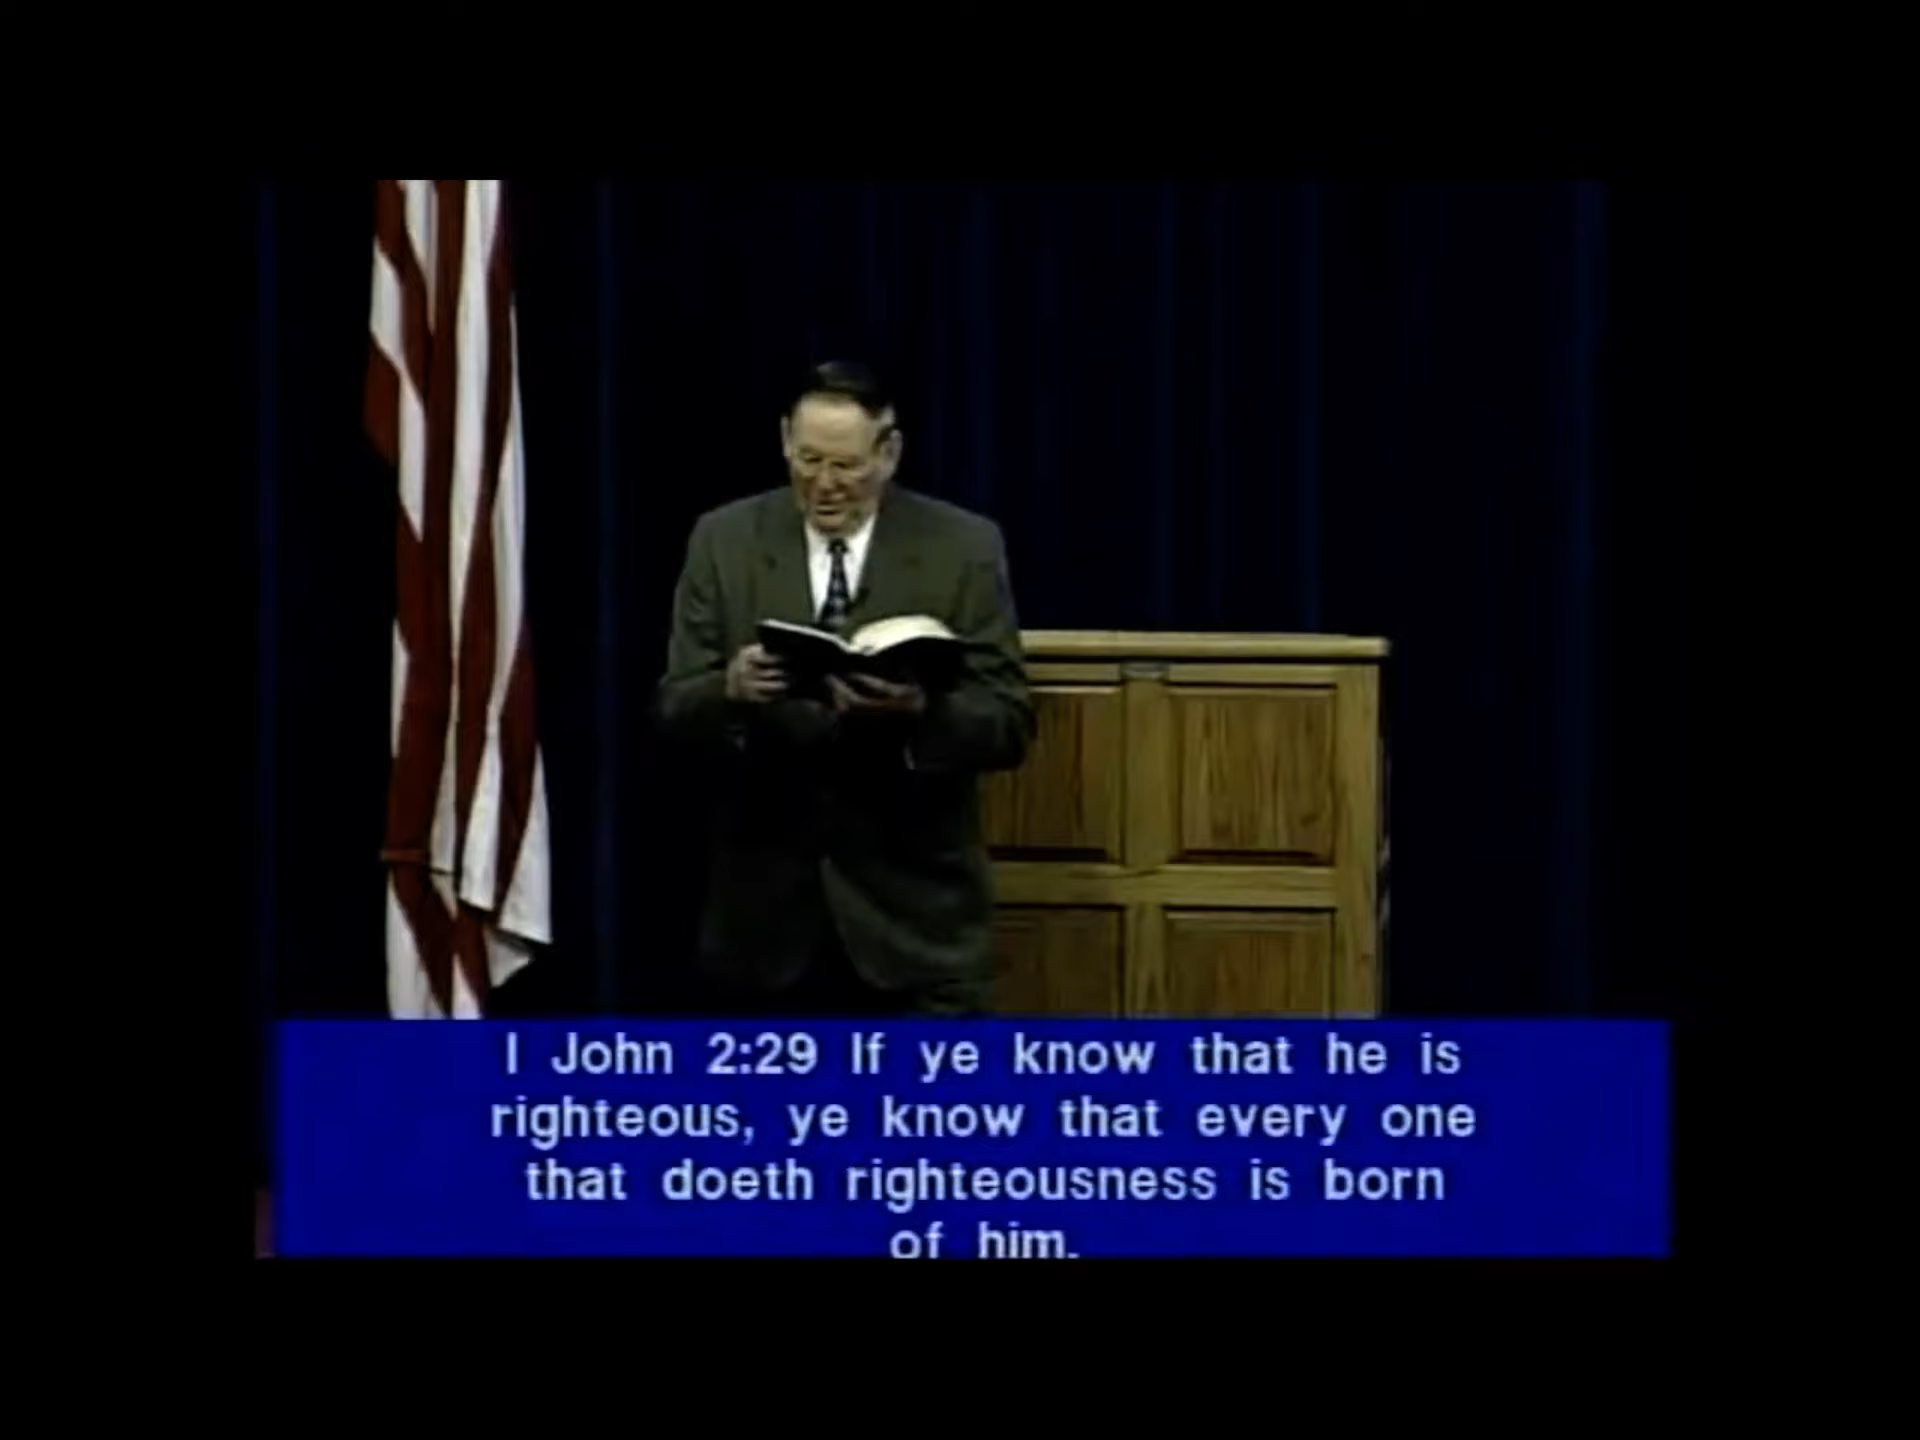 I John 2:29 If ye know that he is
righteous, ye know that every one
that doeth righteousness is born
of him.